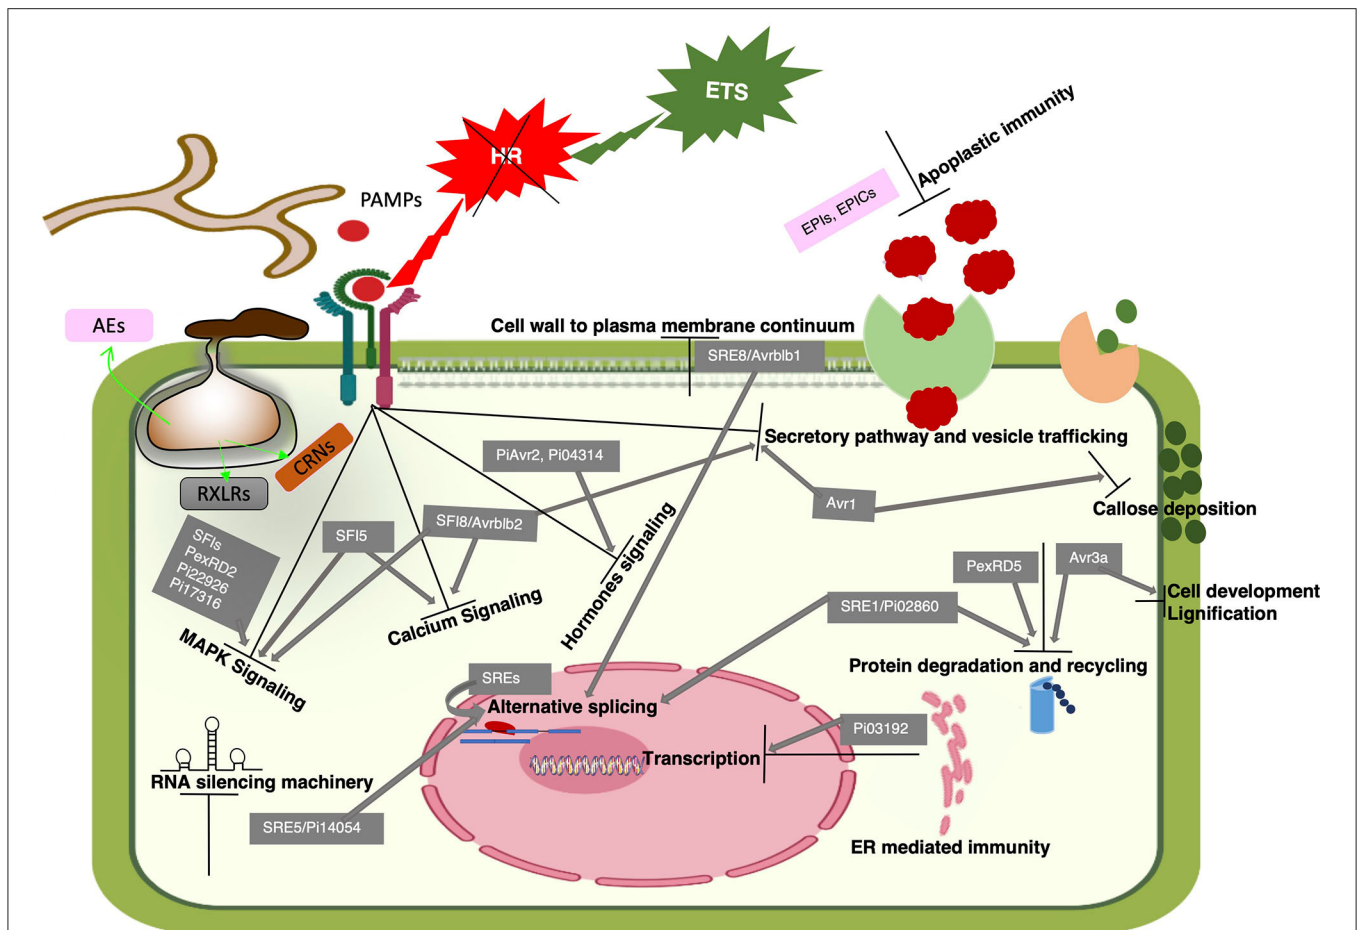 ETS
HR
PAMPs
Apoplastic immunity
EPIs, EPICs
AEs
Cell wall to plasma membrane continuum
SRE8/Avrblb1
Secretory pathway and vesicle trafficking
CRNs
RXLRs
PiAvr2, Pi04314
Avr1
Callose deposition
SFI8/Avrblb2
SFI5
SFIs
PexRD2
Pi22926
Pi17316
Hormones signaling
PexRD5
Avr3a
Cell development
Lignification
SRE1/Pi02860
Calcium Signaling
MAPK Signaling
Protein degradation and recycling
SREs
Alternative splicing
Pi03192
Transcription
RNA silencing machinery
SRE5/Pi14054
ER mediated immunity